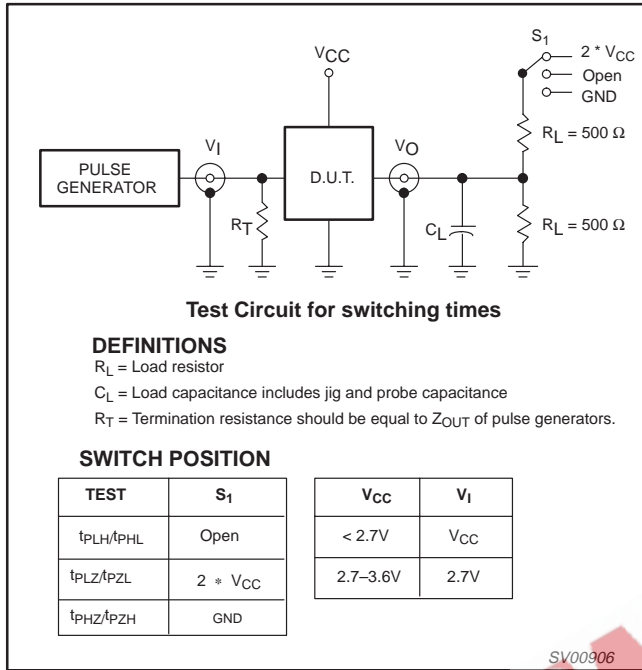 S1
2 * VCC
Open
GND
VCC
RL = 500 Ω
VI
VO
PULSE
GENERATOR
D.U.T.
RT
CL
RL = 500 Ω
Test Circuit for switching times
DEFINITIONS
RL = Load resistor
CL = Load capacitance includes jig and probe capacitance
RT = Termination resistance should be equal to ZOUT of pulse generators.
SWITCH POSITION
TEST S1
tPLH/tPHL Open
tPLZ/tPZL 2 * VCC
tPHZ/tPZH GND
VCC VI
< 2.7V VCC
2.7–3.6V 2.7V
SV00906